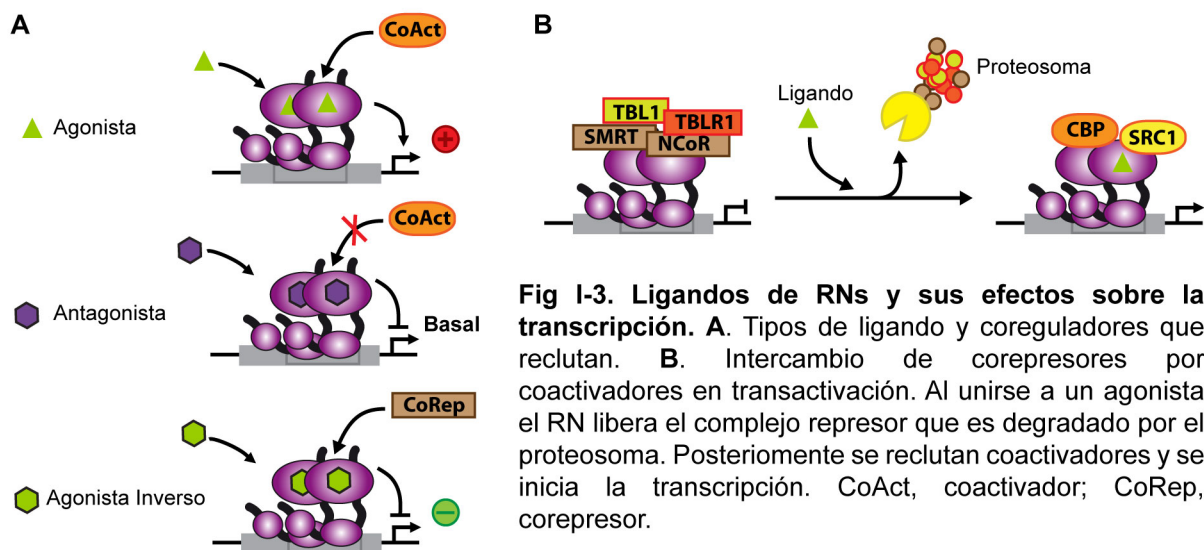 A
CoAct
Agonista
+
CoAct
Antagonista
Basal
CoRep
Agonista Inverso
−
B
TBL1
TBLR1
SMRT
NCoR
Ligando
Proteosoma
CBP
SRC1
Fig I-3. Ligandos de RNs y sus efectos sobre la
transcripción. A. Tipos de ligando y coreguladores que
reclutan. B. Intercambio de corepresores por
coactivadores en transactivación. Al unirse a un agonista
el RN libera el complejo represor que es degradado por el
proteosoma. Posteriomente se reclutan coactivadores y se
inicia la transcripción. CoAct, coactivador; CoRep,
corepresor.